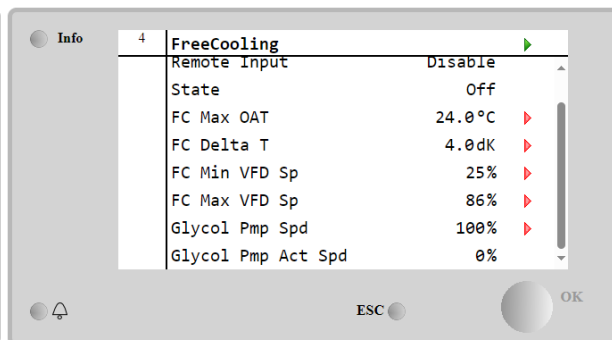 Info
4 FreeCooling
Remote Input Disable
State Off
FC Max OAT 24.0°C
FC Delta T 4.0dK
FC Min VFD Sp 25%
FC Max VFD Sp 86%
Glycol Pmp Spd 100%
Glycol Pmp Act Spd 0%
ESC OK